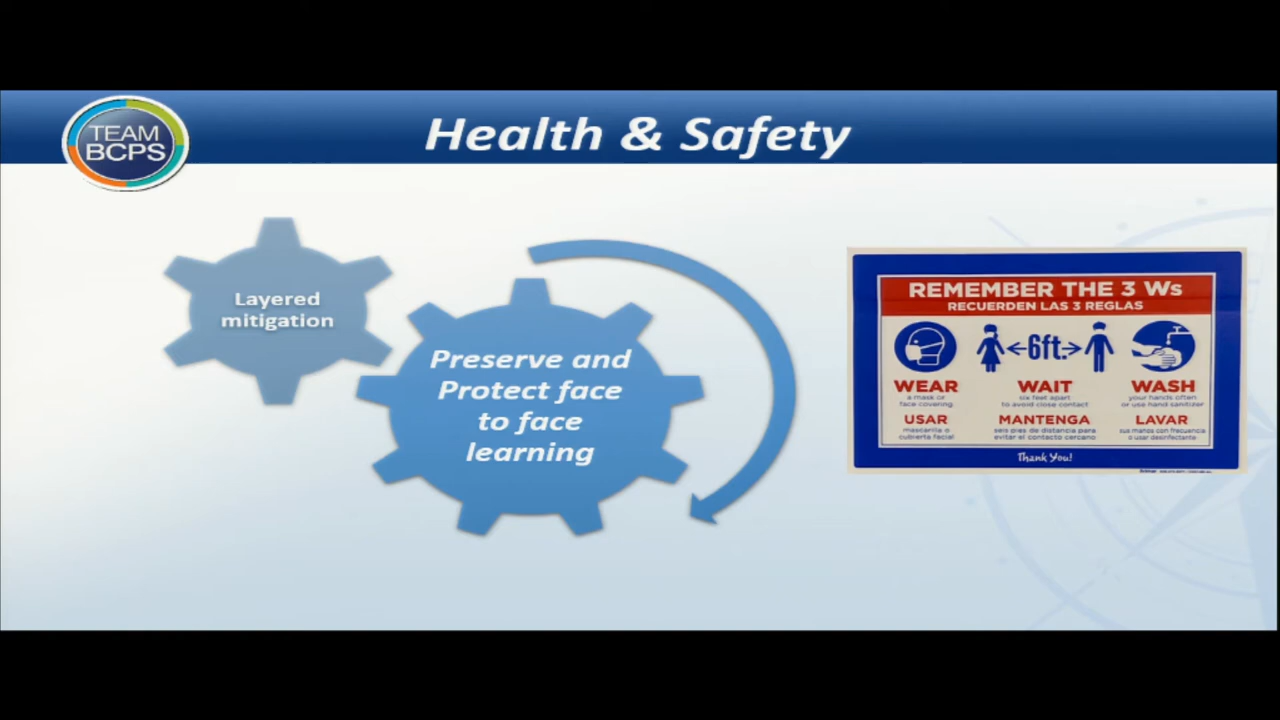 TEAM
BCPS
Health & Safety
Layered
mitigation
Preserve and
Protect face
to face
learning
REMEMBER THE 3 Ws
RECUERDEN LAS 3 REGLAS
6ft.
WEAR
a mask or
face covering
USAR
mascarilla o
cubierta facial
WAIT
six feet apart
to avoid close contact
MANTENGA
seis pies de distancia para
evitar el contacto cercano
WASH
your hands often
or use hand sanitizer
LAVAR
sus manos con frecuencia
o usar desinfectante
Thank You!